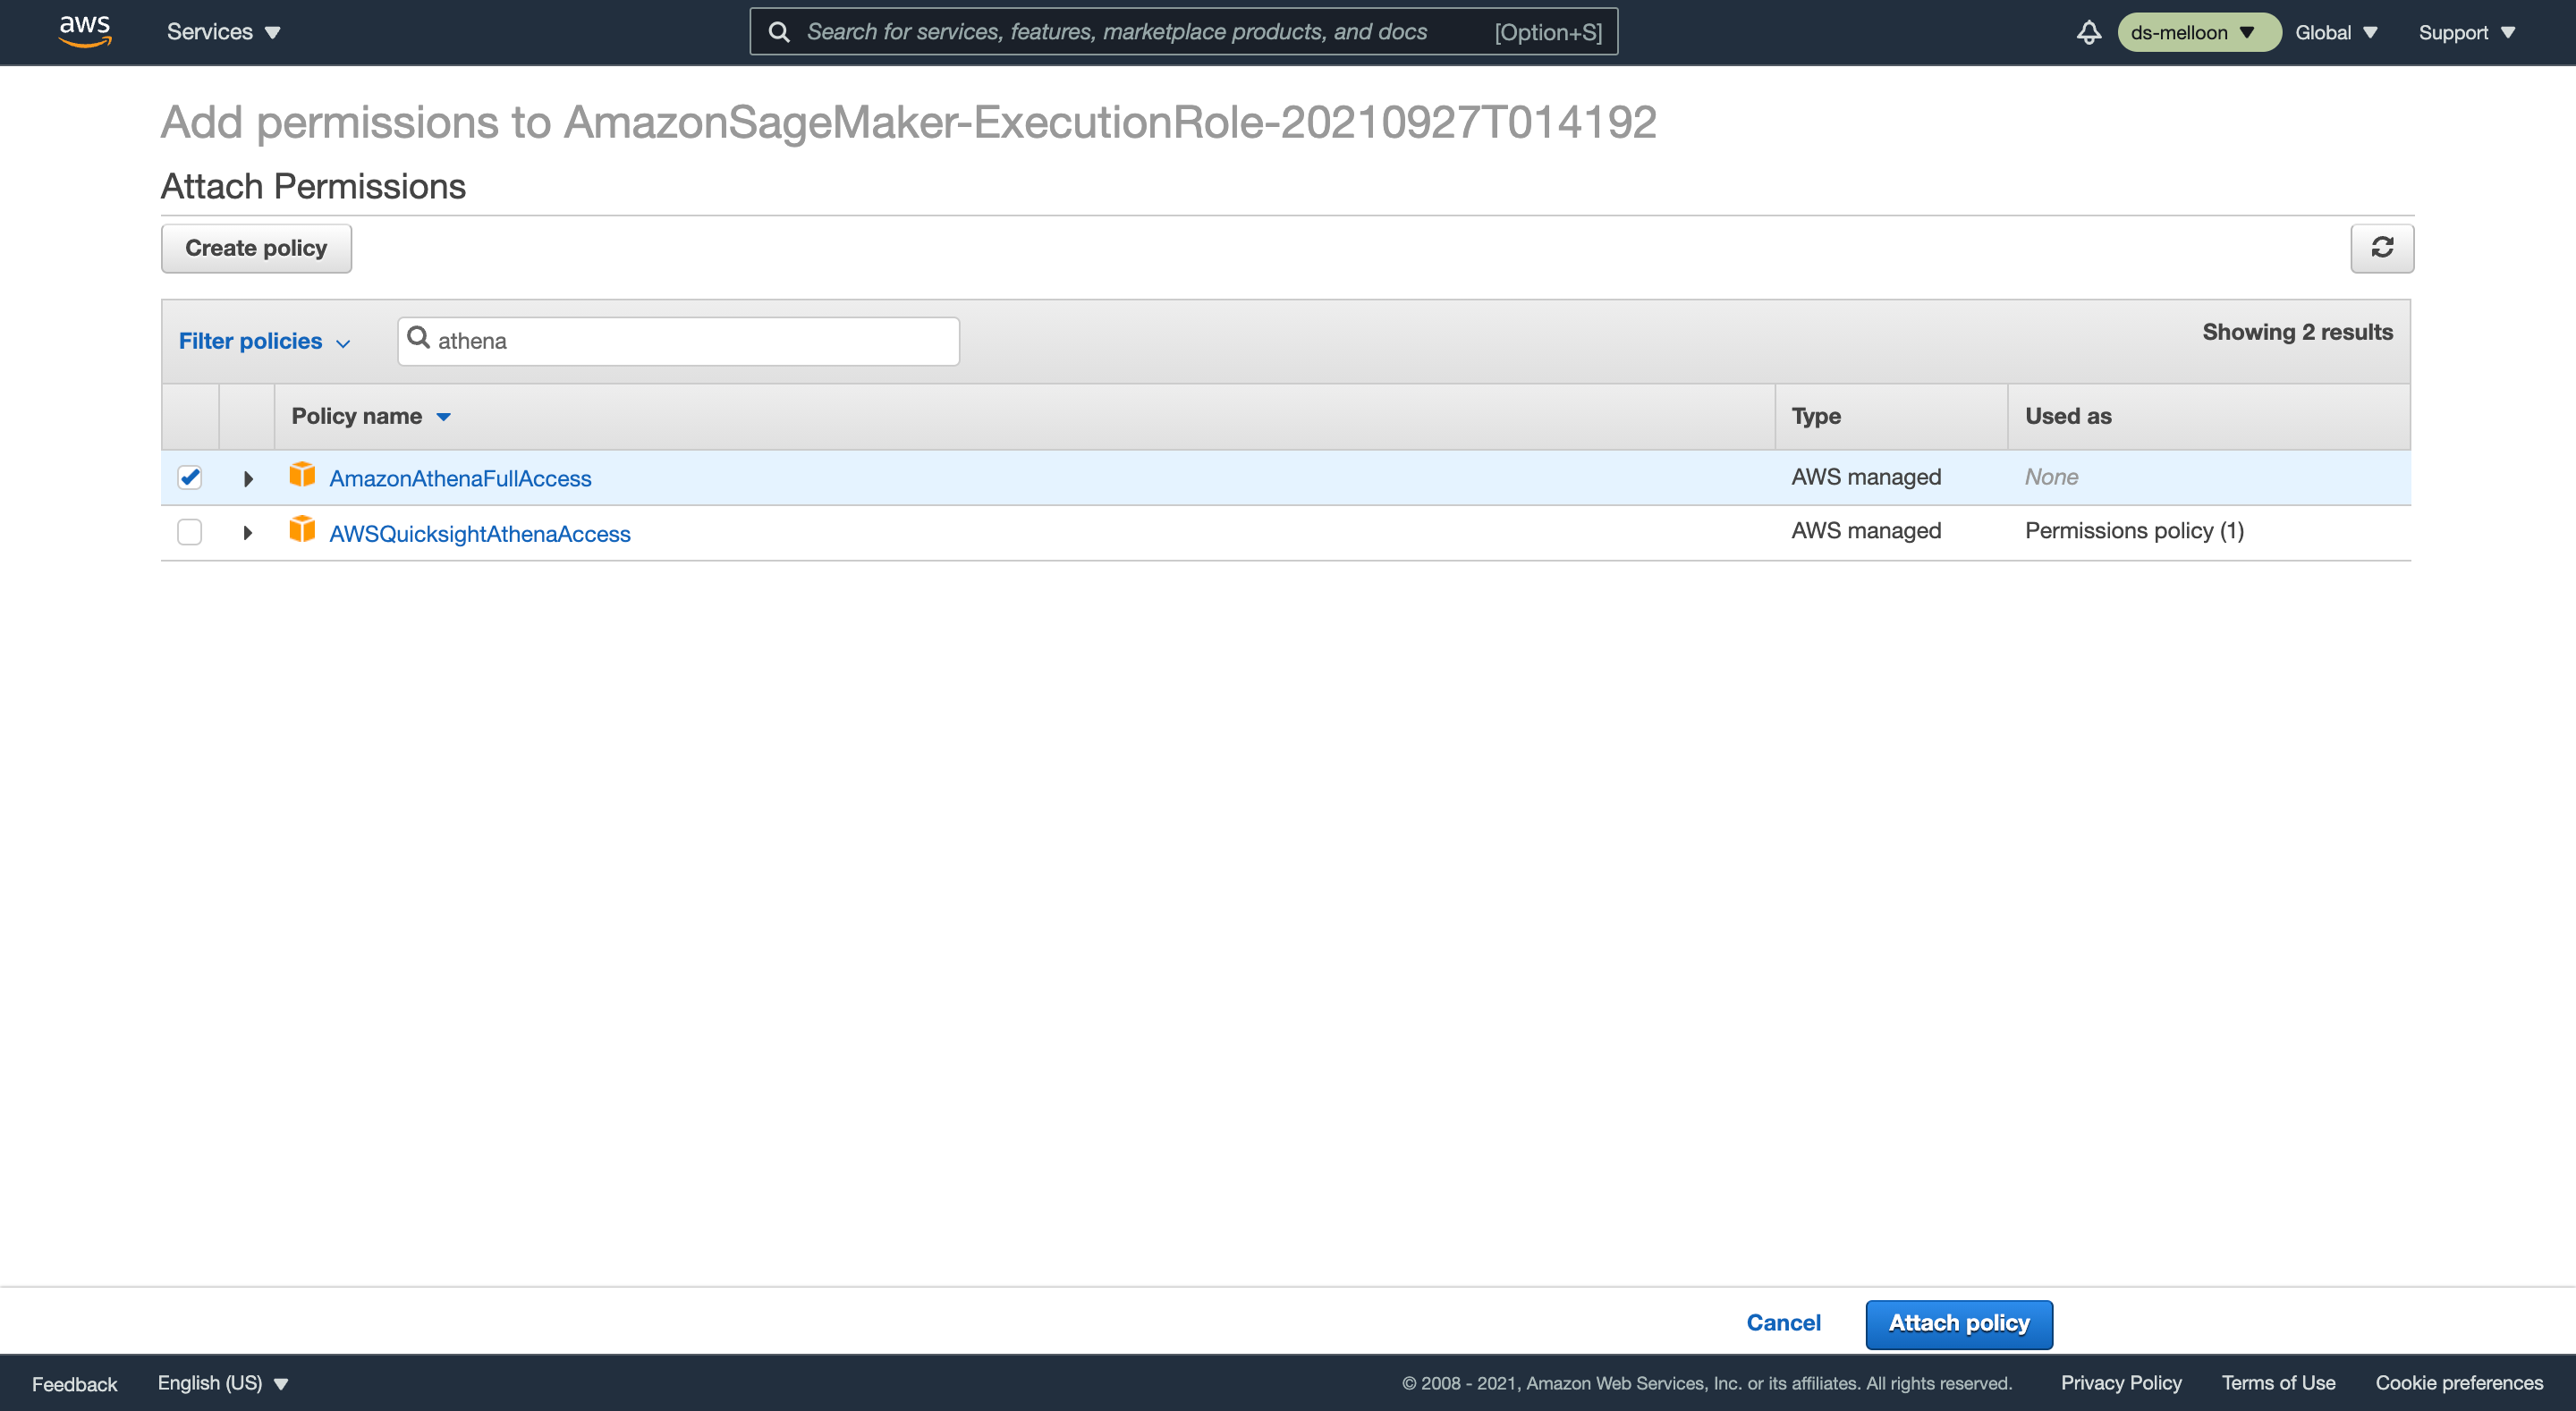 aws Services Search for services, features, marketplace products, and docs [Option+S] ds-melloon Global Support
Add permissions to AmazonSageMaker-ExecutionRole-20210927T014192
Attach Permissions
Create policy
Filter policies athena Showing 2 results
Policy name Type Used as
AmazonAthenaFullAccess AWS managed None
AWSQuicksightAthenaAccess AWS managed Permissions policy (1)
Cancel Attach policy
Feedback English (US) © 2008 - 2021, Amazon Web Services, Inc. or its affiliates. All rights reserved. Privacy Policy Terms of Use Cookie preferences